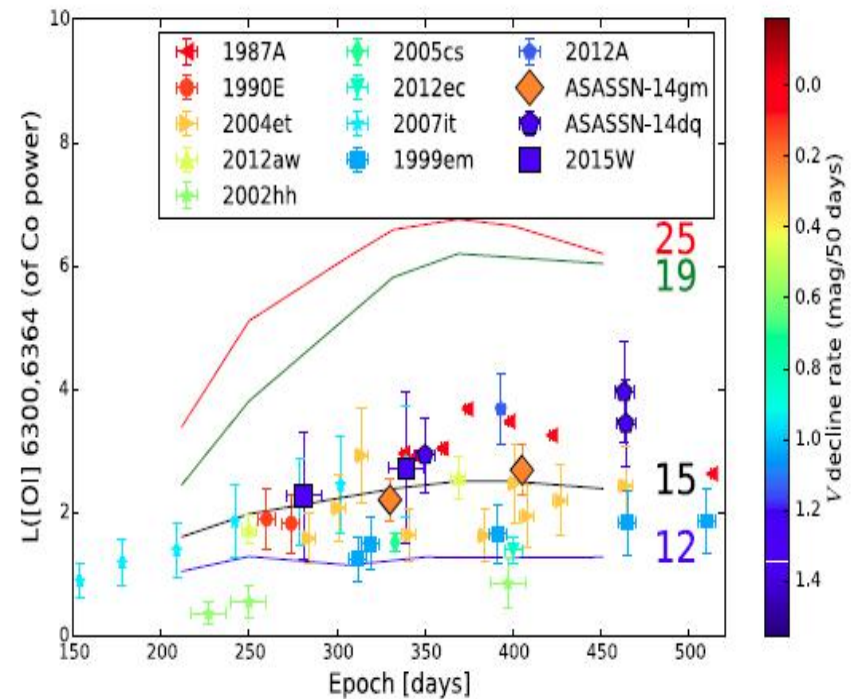 10
8
6
4
2
0
L([OI] 6300,6364 (of Co power)
1987A
1990E
2004et
2012aw
2002hh
2005cs
2012ec
2007it
1999em
2012A
ASASSN-14gm
ASASSN-14dq
2015W
25
19
15
12
150 200 250 300 350 400 450 500
Epoch [days]
0.0
0.2
0.4
0.6
0.8
1.0
1.2
1.4
V decline rate (mag/50 days)